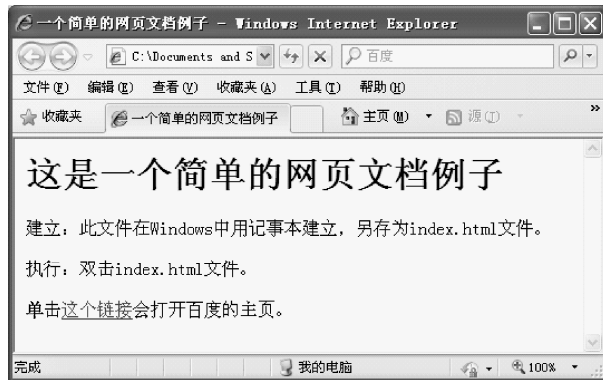 一个简单的网页文档例子 - Windows Internet Explorer
C:\Documents and S 百度
文件(F) 编辑(E) 查看(V) 收藏夹(A) 工具(T) 帮助(H)
收藏夹 一个简单的网页文档例子 主页(M) 源(J) »
这是一个简单的网页文档例子
建立：此文件在Windows中用记事本建立，另存为index.html文件。
执行：双击index.html文件。
单击这个链接会打开百度的主页。
完成 我的电脑 100%